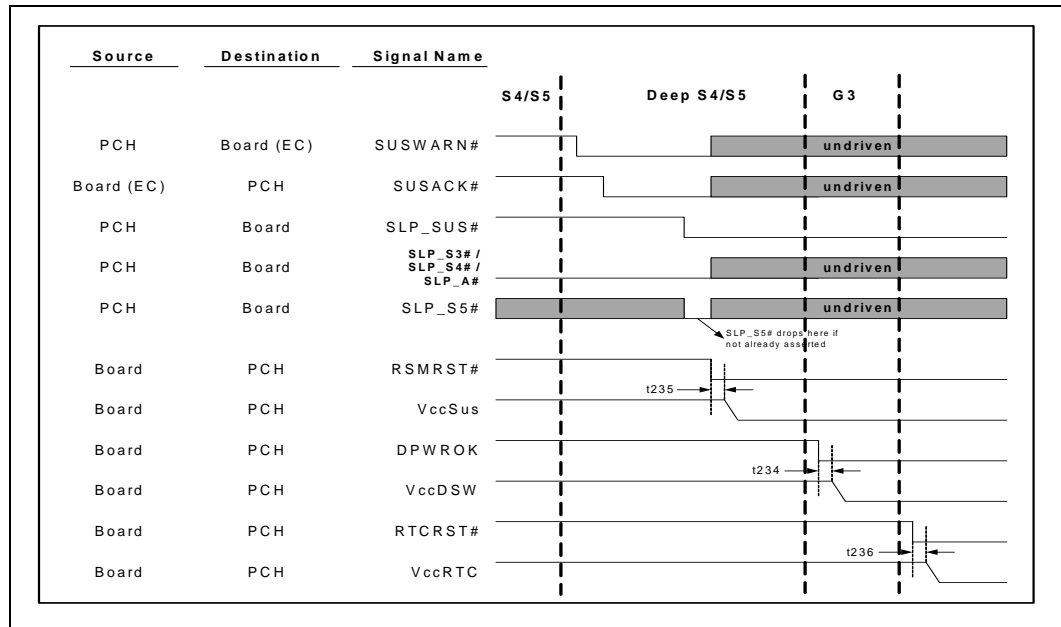 Source Destination Signal Name
S4/S5 Deep S4/S5 G3
PCH Board (EC) SUSWARN# undriven
Board (EC) PCH SUSACK# undriven
PCH Board SLP_SUS#
PCH Board SLP_S3# /
SLP_S4# /
SLP_A# undriven
PCH Board SLP_S5# undriven
SLP_S5# drops here if
not already asserted
Board PCH RSMRST#
t235
Board PCH VccSus
Board PCH DPWROK
t234
Board PCH VccDSW
Board PCH RTCRST#
t236
Board PCH VccRTC